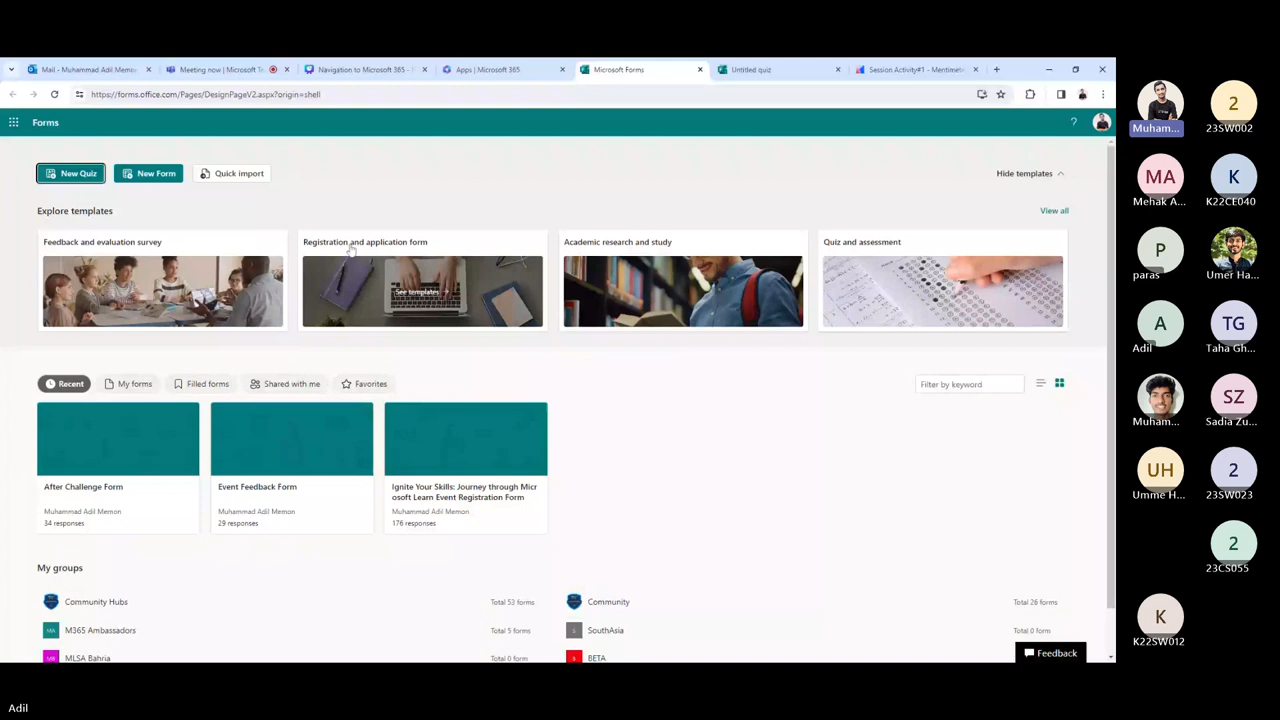 Mail - Muhammad Adil Memon
Meeting now | Microsoft Te
Navigation to Microsoft 365 -
Apps | Microsoft 365
Microsoft Forms
Untitled quiz
Session Activity#1 - Mentimete
https://forms.office.com/Pages/DesignPageV2.aspx?origin=shell
Forms
?
New Quiz
New Form
Quick import
Hide templates
Explore templates
View all
Feedback and evaluation survey
Registration and application form
Academic research and study
Quiz and assessment
See templates
Recent
My forms
Filled forms
Shared with me
Favorites
Filter by keyword
After Challenge Form
Muhammad Adil Memon
34 responses
Event Feedback Form
Muhammad Adil Memon
29 responses
Ignite Your Skills: Journey through Micr
osoft Learn Event Registration Form
Muhammad Adil Memon
176 responses
My groups
Community Hubs
Total 53 forms
Community
Total 26 forms
M365 Ambassadors
Total 5 forms
S
SouthAsia
Total 0 form
MLSA Bahria
Total 0 form
B
BETA
Feedback
Muham...
2
23SW002
MA
Mehak A...
K
K22CE040
P
paras
Umer Ha...
A
Adil
TG
Taha Gh...
Muham...
SZ
Sadia Zu...
UH
Umme H...
2
23SW023
2
23CS055
K
K22SW012
Adil